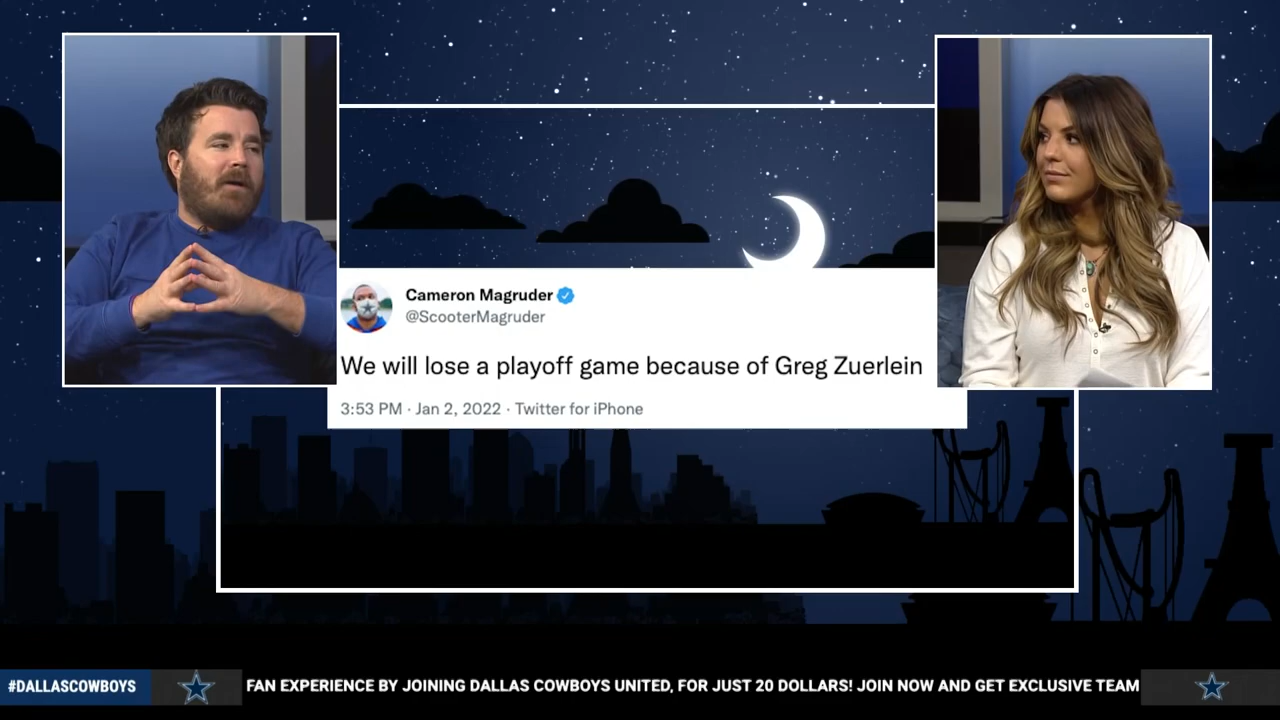 Cameron Magruder
@ScooterMagruder
We will lose a playoff game because of Greg Zuerlein
3:53 PM · Jan 2, 2022 · Twitter for iPhone
#DALLASCOWBOYS
FAN EXPERIENCE BY JOINING DALLAS COWBOYS UNITED, FOR JUST 20 DOLLARS! JOIN NOW AND GET EXCLUSIVE TEAM